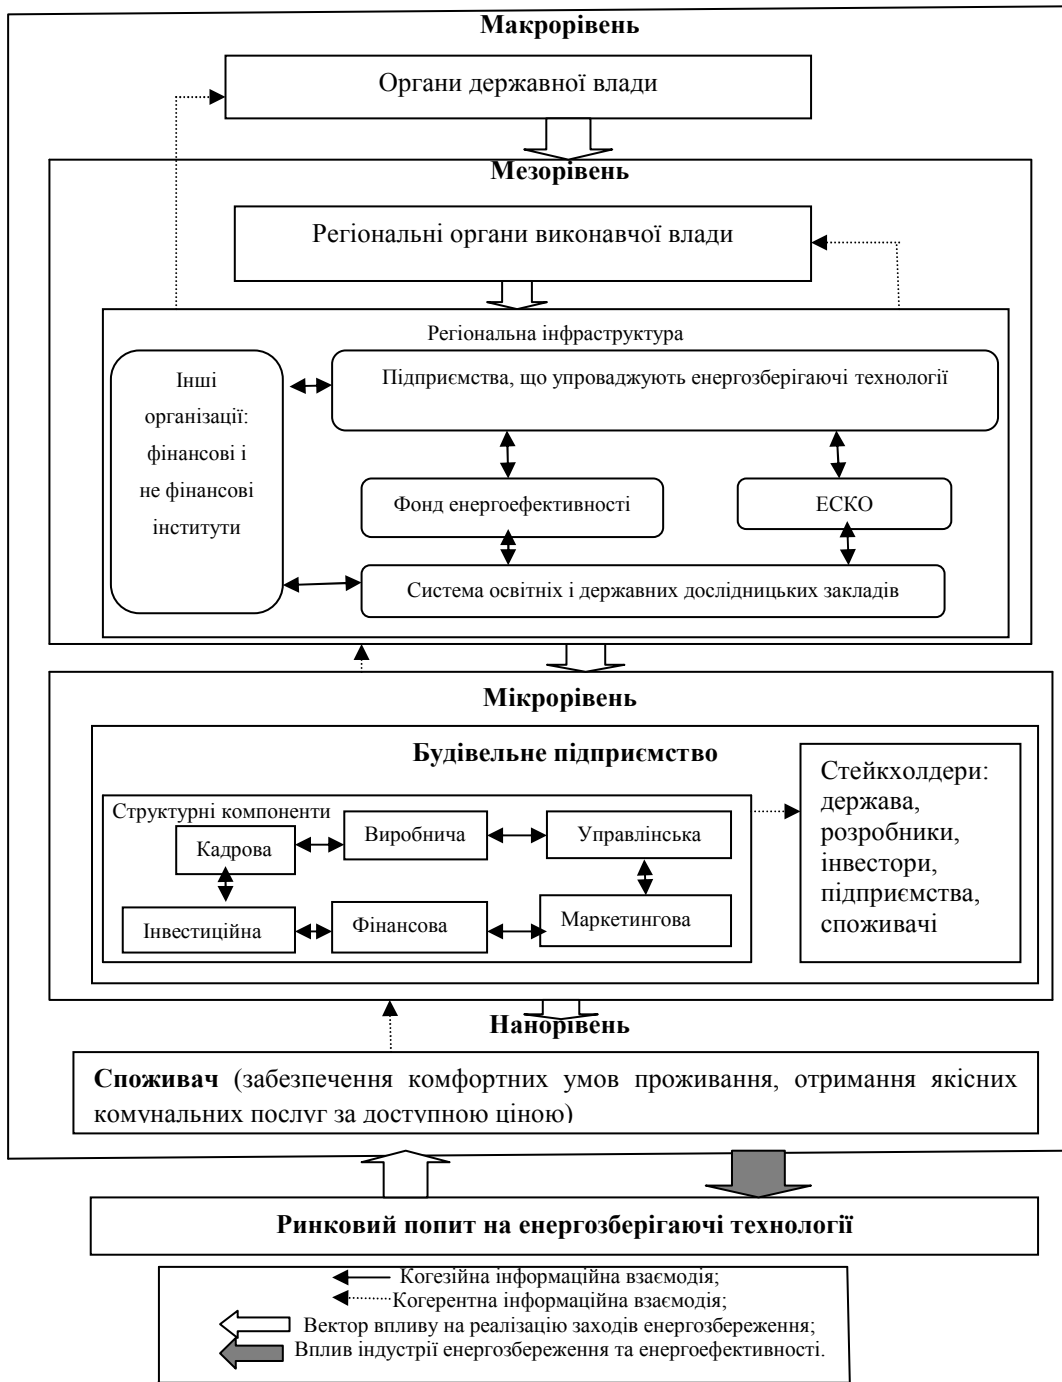 Макрорівень
Органи державної влади
Мезорівень
Регіональні органи виконавчої влади
Регіональна інфраструктура
Інші
організації:
фінансові і
не фінансові
інститути
Підприємства, що упроваджують енергозберігаючі технології
Фонд енергоефективності
ЕСКО
Система освітніх і державних дослідницьких закладів
Мікрорівень
Будівельне підприємство
Структурні компоненти
Кадрова
Виробнича
Управлінська
Інвестиційна
Фінансова
Маркетингова
Стейкхолдери:
держава,
розробники,
інвестори,
підприємства,
споживачі
Нанорівень
Споживач (забезпечення комфортних умов проживання, отримання якісних
комунальних послуг за доступною ціною)
Ринковий попит на енергозберігаючі технології
Когезійна інформаційна взаємодія;
Когерентна інформаційна взаємодія;
Вектор впливу на реалізацію заходів енергозбереження;
Вплив індустрії енергозбереження та енергоефективності.